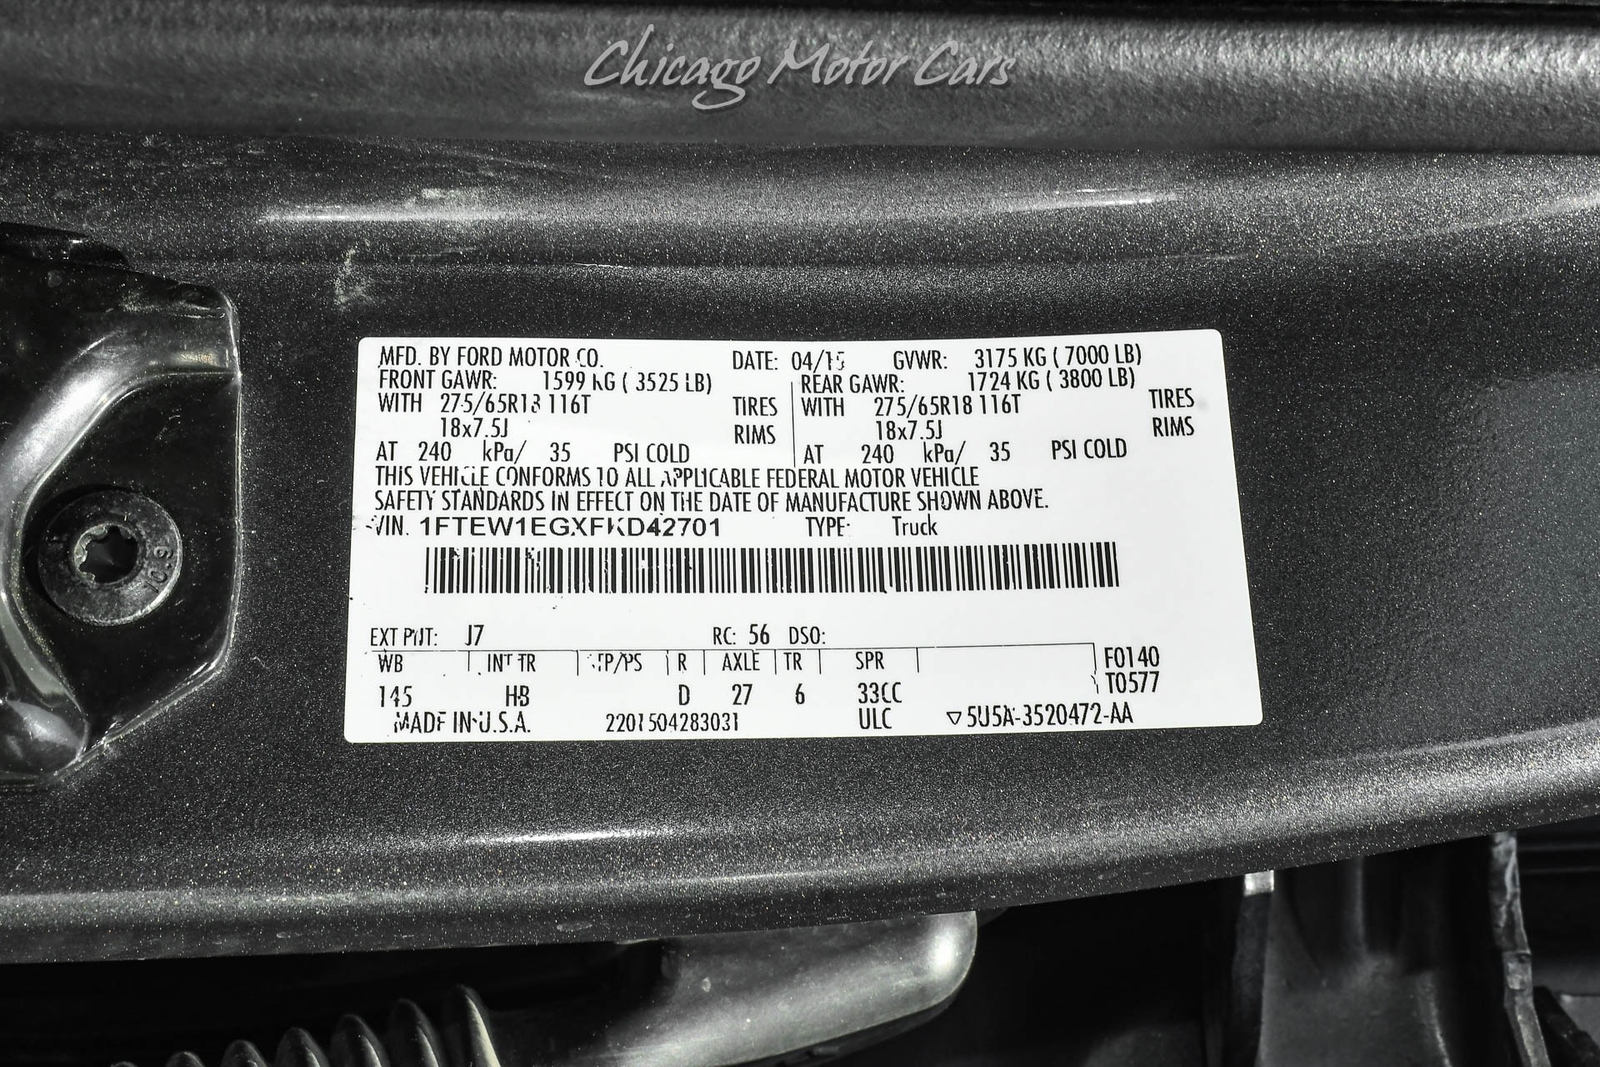 Chicago Motor Cars
MFD. BY FORD MOTOR CO. DATE: 04/15 GVWR: 3175 KG ( 7000 LB)
FRONT GAWR: 1599 KG ( 3525 LB) REAR GAWR: 1724 KG ( 3800 LB)
WITH 275/65R18 116T TIRES WITH 275/65R18 116T TIRES
18x7.5J RIMS 18x7.5J RIMS
AT 240 kPa/ 35 PSI COLD AT 240 kPa/ 35 PSI COLD
THIS VEHICLE CONFORMS TO ALL APPLICABLE FEDERAL MOTOR VEHICLE
SAFETY STANDARDS IN EFFECT ON THE DATE OF MANUFACTURE SHOWN ABOVE.
VIN: 1FTEW1EGXFKD42701 TYPE: Truck
EXT PNT: J7 RC: 56 DSO:
WB INT TR TP/PS R AXLE TR SPR F0140
T0577
145 HB D 27 6 33CC
MADE IN U.S.A. 2201504283031 ULC ▽5U5A-3520472-AA
10.9